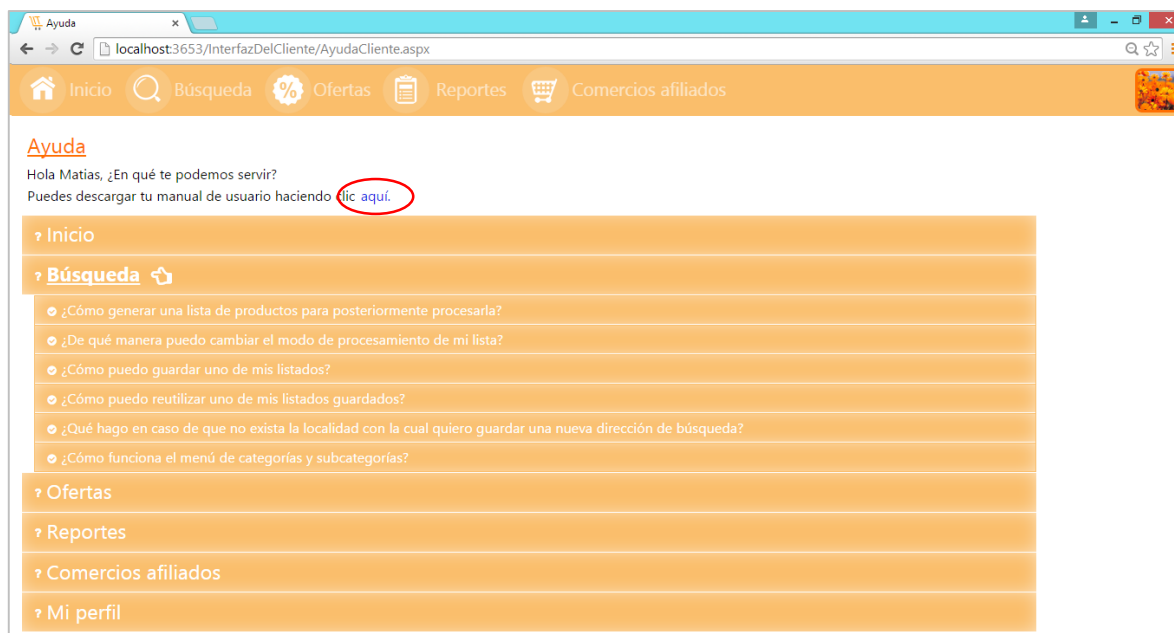 Ayuda
localhost:3653/InterfazDelCliente/AyudaCliente.aspx
Inicio Búsqueda % Ofertas Reportes Comercios afiliados
Ayuda
Hola Matias, ¿En qué te podemos servir?
Puedes descargar tu manual de usuario haciendo clic aquí.
? Inicio
? Búsqueda
¿Cómo generar una lista de productos para posteriormente procesarla?
¿De qué manera puedo cambiar el modo de procesamiento de mi lista?
¿Cómo puedo guardar uno de mis listados?
¿Cómo puedo reutilizar uno de mis listados guardados?
¿Qué hago en caso de que no exista la localidad con la cual quiero guardar una nueva dirección de búsqueda?
¿Cómo funciona el menú de categorías y subcategorías?
? Ofertas
? Reportes
? Comercios afiliados
? Mi perfil